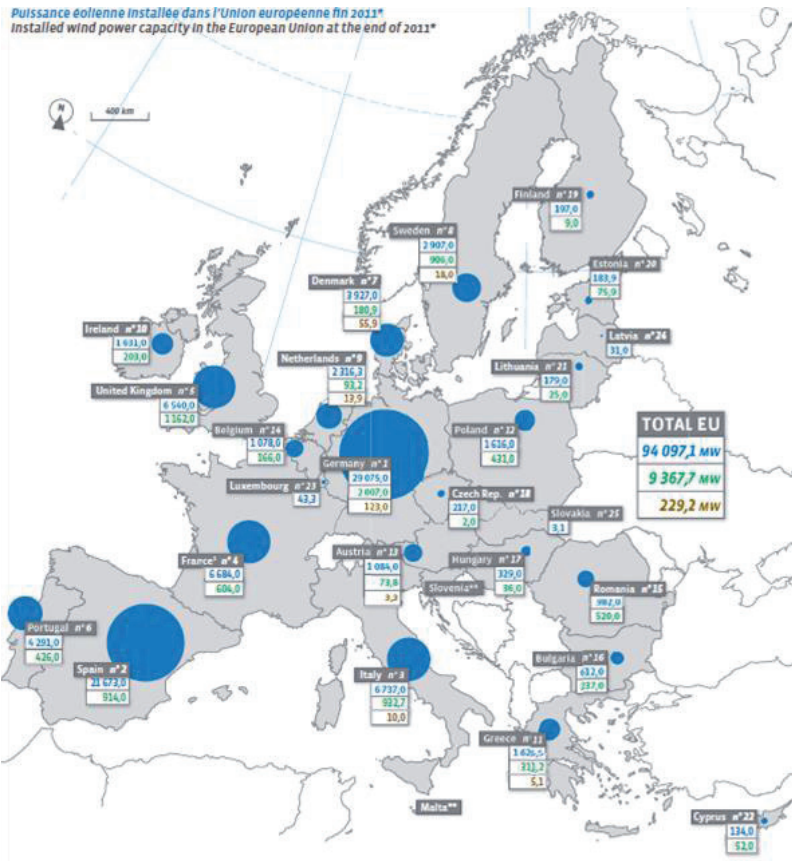 Puissance éolienne installée dans l'Union européenne fin 2011*
Installed wind power capacity in the European Union at the end of 2011*
N
400 km
Finland n° 19
197,0
9,0
Sweden n° 8
2 907,0
906,0
18,0
Estonia n° 20
183,9
75,9
Denmark n° 7
3 927,0
180,9
55,9
Latvia n° 24
31,0
Ireland n° 10
1 631,0
203,0
Netherlands n° 9
2 316,3
93,2
13,9
Lithuania n° 21
179,0
25,0
United Kingdom n° 5
6 540,0
1 162,0
Belgium n° 14
1 078,0
166,0
Poland n° 12
1 616,0
431,0
TOTAL EU
94 097,1 MW
9 367,7 MW
229,2 MW
Germany n° 1
29 075,0
2 007,0
123,0
Luxembourg n° 23
43,3
Czech Rep. n° 18
217,0
2,0
Slovakia n° 25
3,1
France¹ n° 4
6 684,0
604,0
Austria n° 13
1 084,0
73,8
3,3
Hungary n° 17
329,0
36,0
Slovenia**
Romania n° 15
982,0
520,0
Portugal n° 6
4 291,0
426,0
Spain n° 2
21 673,0
914,0
Italy n° 3
6 737,0
932,7
10,0
Bulgaria n° 16
612,0
237,0
Greece n° 11
1 626,5
311,2
5,1
Malta**
Cyprus n° 22
134,0
52,0